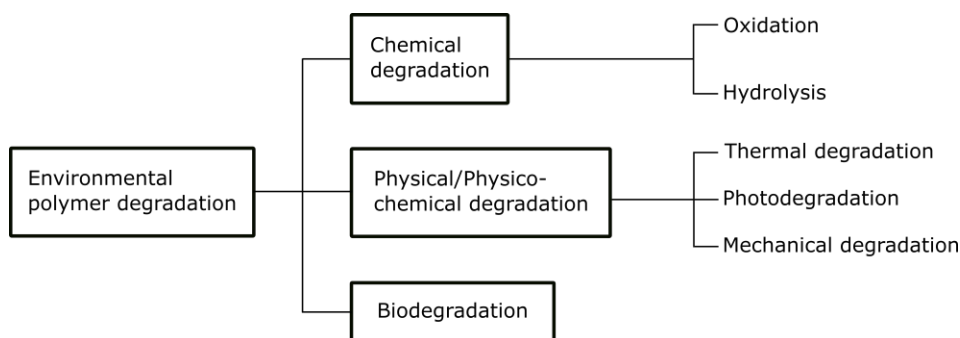 Chemical
degradation
Oxidation
Hydrolysis
Environmental
polymer degradation
Physical/Physico-
chemical degradation
Thermal degradation
Photodegradation
Mechanical degradation
Biodegradation